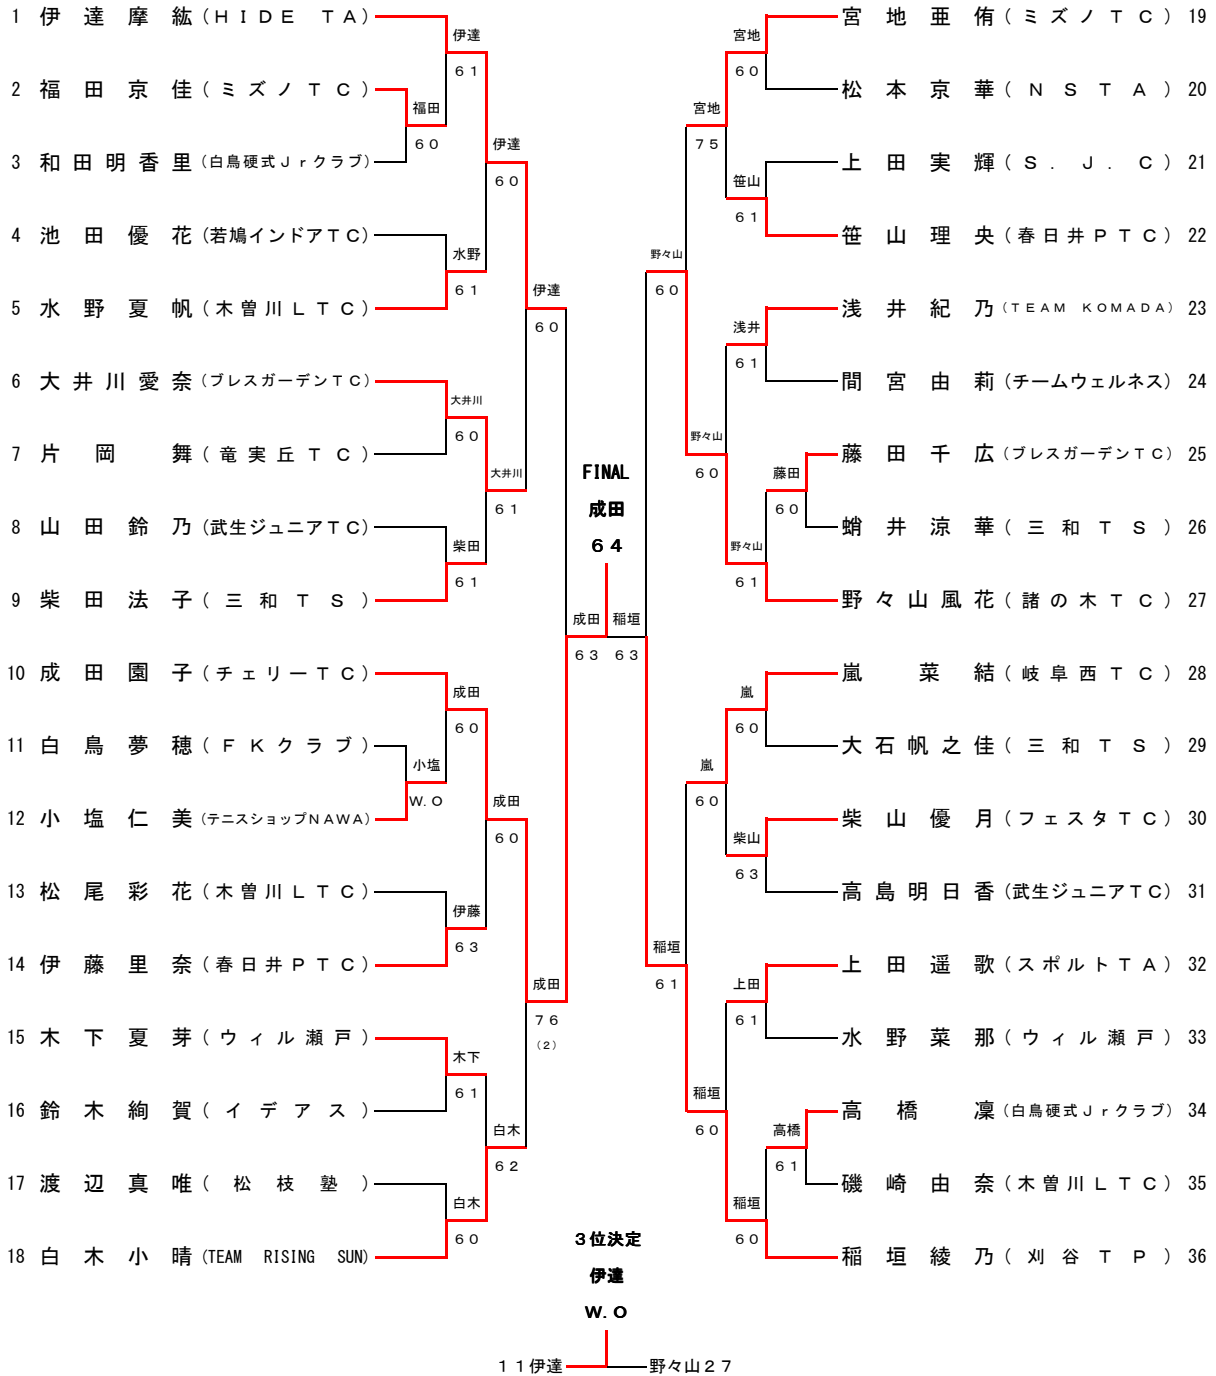 1 伊達摩紘(HIDE TA)
伊達
61
2 福田京佳(ミズノTC)
福田
60
3 和田明香里(白鳥硬式Jrクラブ)
伊達
60
4 池田優花(若鳩インドアTC)
水野
61
5 水野夏帆(木曽川LTC)
伊達
60
6 大井川愛奈(ブレスガーデンTC)
大井川
60
7 片岡舞(竜実丘TC)
大井川
61
8 山田鈴乃(武生ジュニアTC)
柴田
61
9 柴田法子(三和TS)
成田
63
10 成田園子(チェリーTC)
成田
60
11 白鳥夢穂(FKクラブ)
小塩
W.O
12 小塩仁美(テニスショップNAWA)
成田
60
13 松尾彩花(木曽川LTC)
伊藤
63
14 伊藤里奈(春日井PTC)
成田
76
(2)
15 木下夏芽(ウィル瀬戸)
木下
61
16 鈴木絢賀(イデアス)
白木
62
17 渡辺真唯(松枝塾)
白木
60
18 白木小晴(TEAM RISING SUN)
FINAL
成田
64
宮地亜侑(ミズノTC) 19
宮地
60
松本京華(NSTA) 20
宮地
75
上田実輝(S.J.C) 21
笹山
61
笹山理央(春日井PTC) 22
野々山
60
浅井紀乃(TEAM KOMADA) 23
浅井
61
間宮由莉(チームウェルネス) 24
野々山
60
藤田千広(ブレスガーデンTC) 25
藤田
60
蛸井涼華(三和TS) 26
野々山
61
野々山風花(諸の木TC) 27
稲垣
63
嵐菜結(岐阜西TC) 28
嵐
60
大石帆之佳(三和TS) 29
嵐
60
柴山優月(フェスタTC) 30
柴山
63
高島明日香(武生ジュニアTC) 31
稲垣
61
上田遥歌(スポルトTA) 32
上田
61
水野菜那(ウィル瀬戸) 33
稲垣
60
高橋凜(白鳥硬式Jrクラブ) 34
高橋
61
磯崎由奈(木曽川LTC) 35
稲垣
60
稲垣綾乃(刈谷TP) 36
3位決定
伊達
W.O
11伊達
野々山27